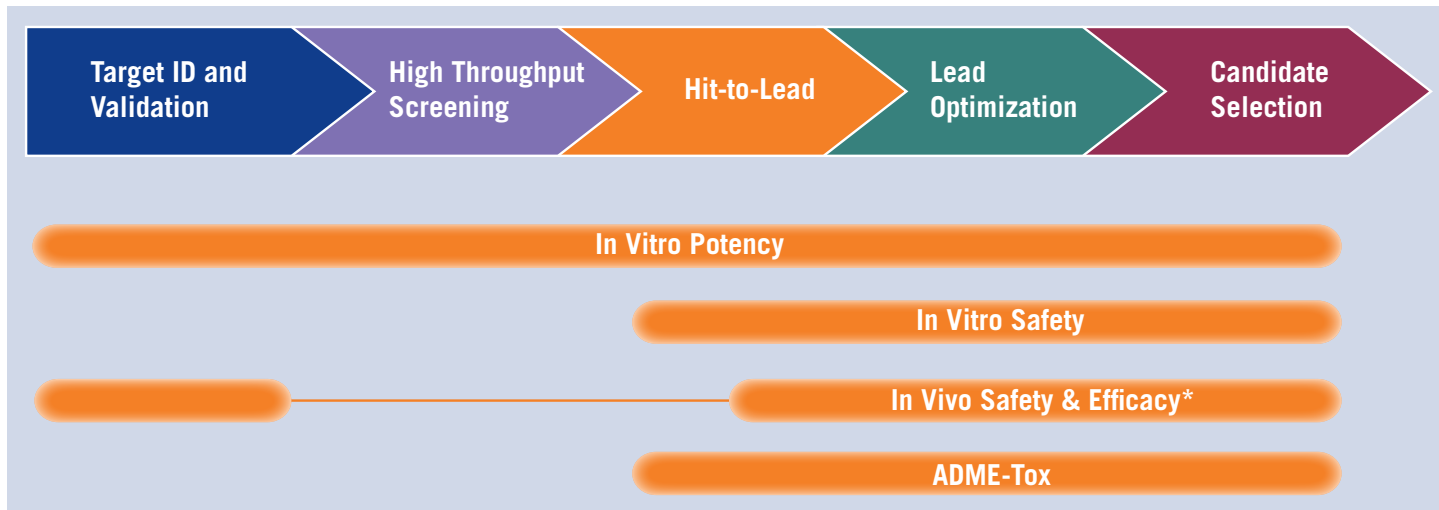 Target ID and
Validation
High Throughput
Screening
Hit-to-Lead
Lead
Optimization
Candidate
Selection
In Vitro Potency
In Vitro Safety
In Vivo Safety & Efficacy*
ADME-Tox